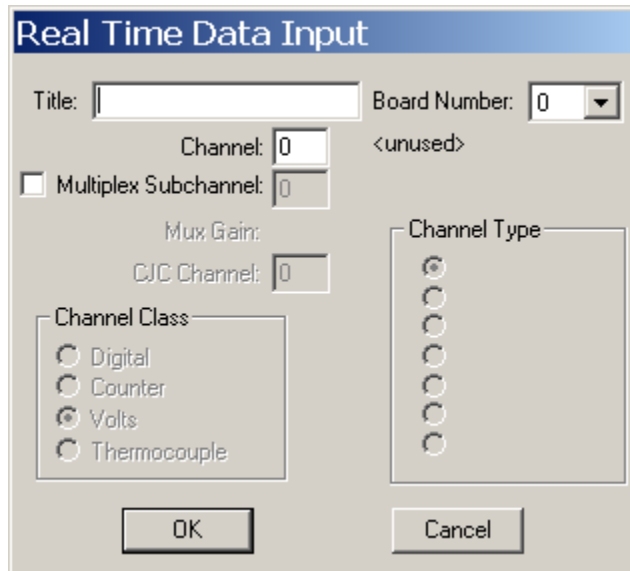 Real Time Data Input
Title:
Board Number: 0
Channel: 0
<unused>
Multiplex Subchannel: 0
Mux Gain:
CJC Channel: 0
Channel Type
Channel Class
Digital
Counter
Volts
Thermocouple
OK
Cancel